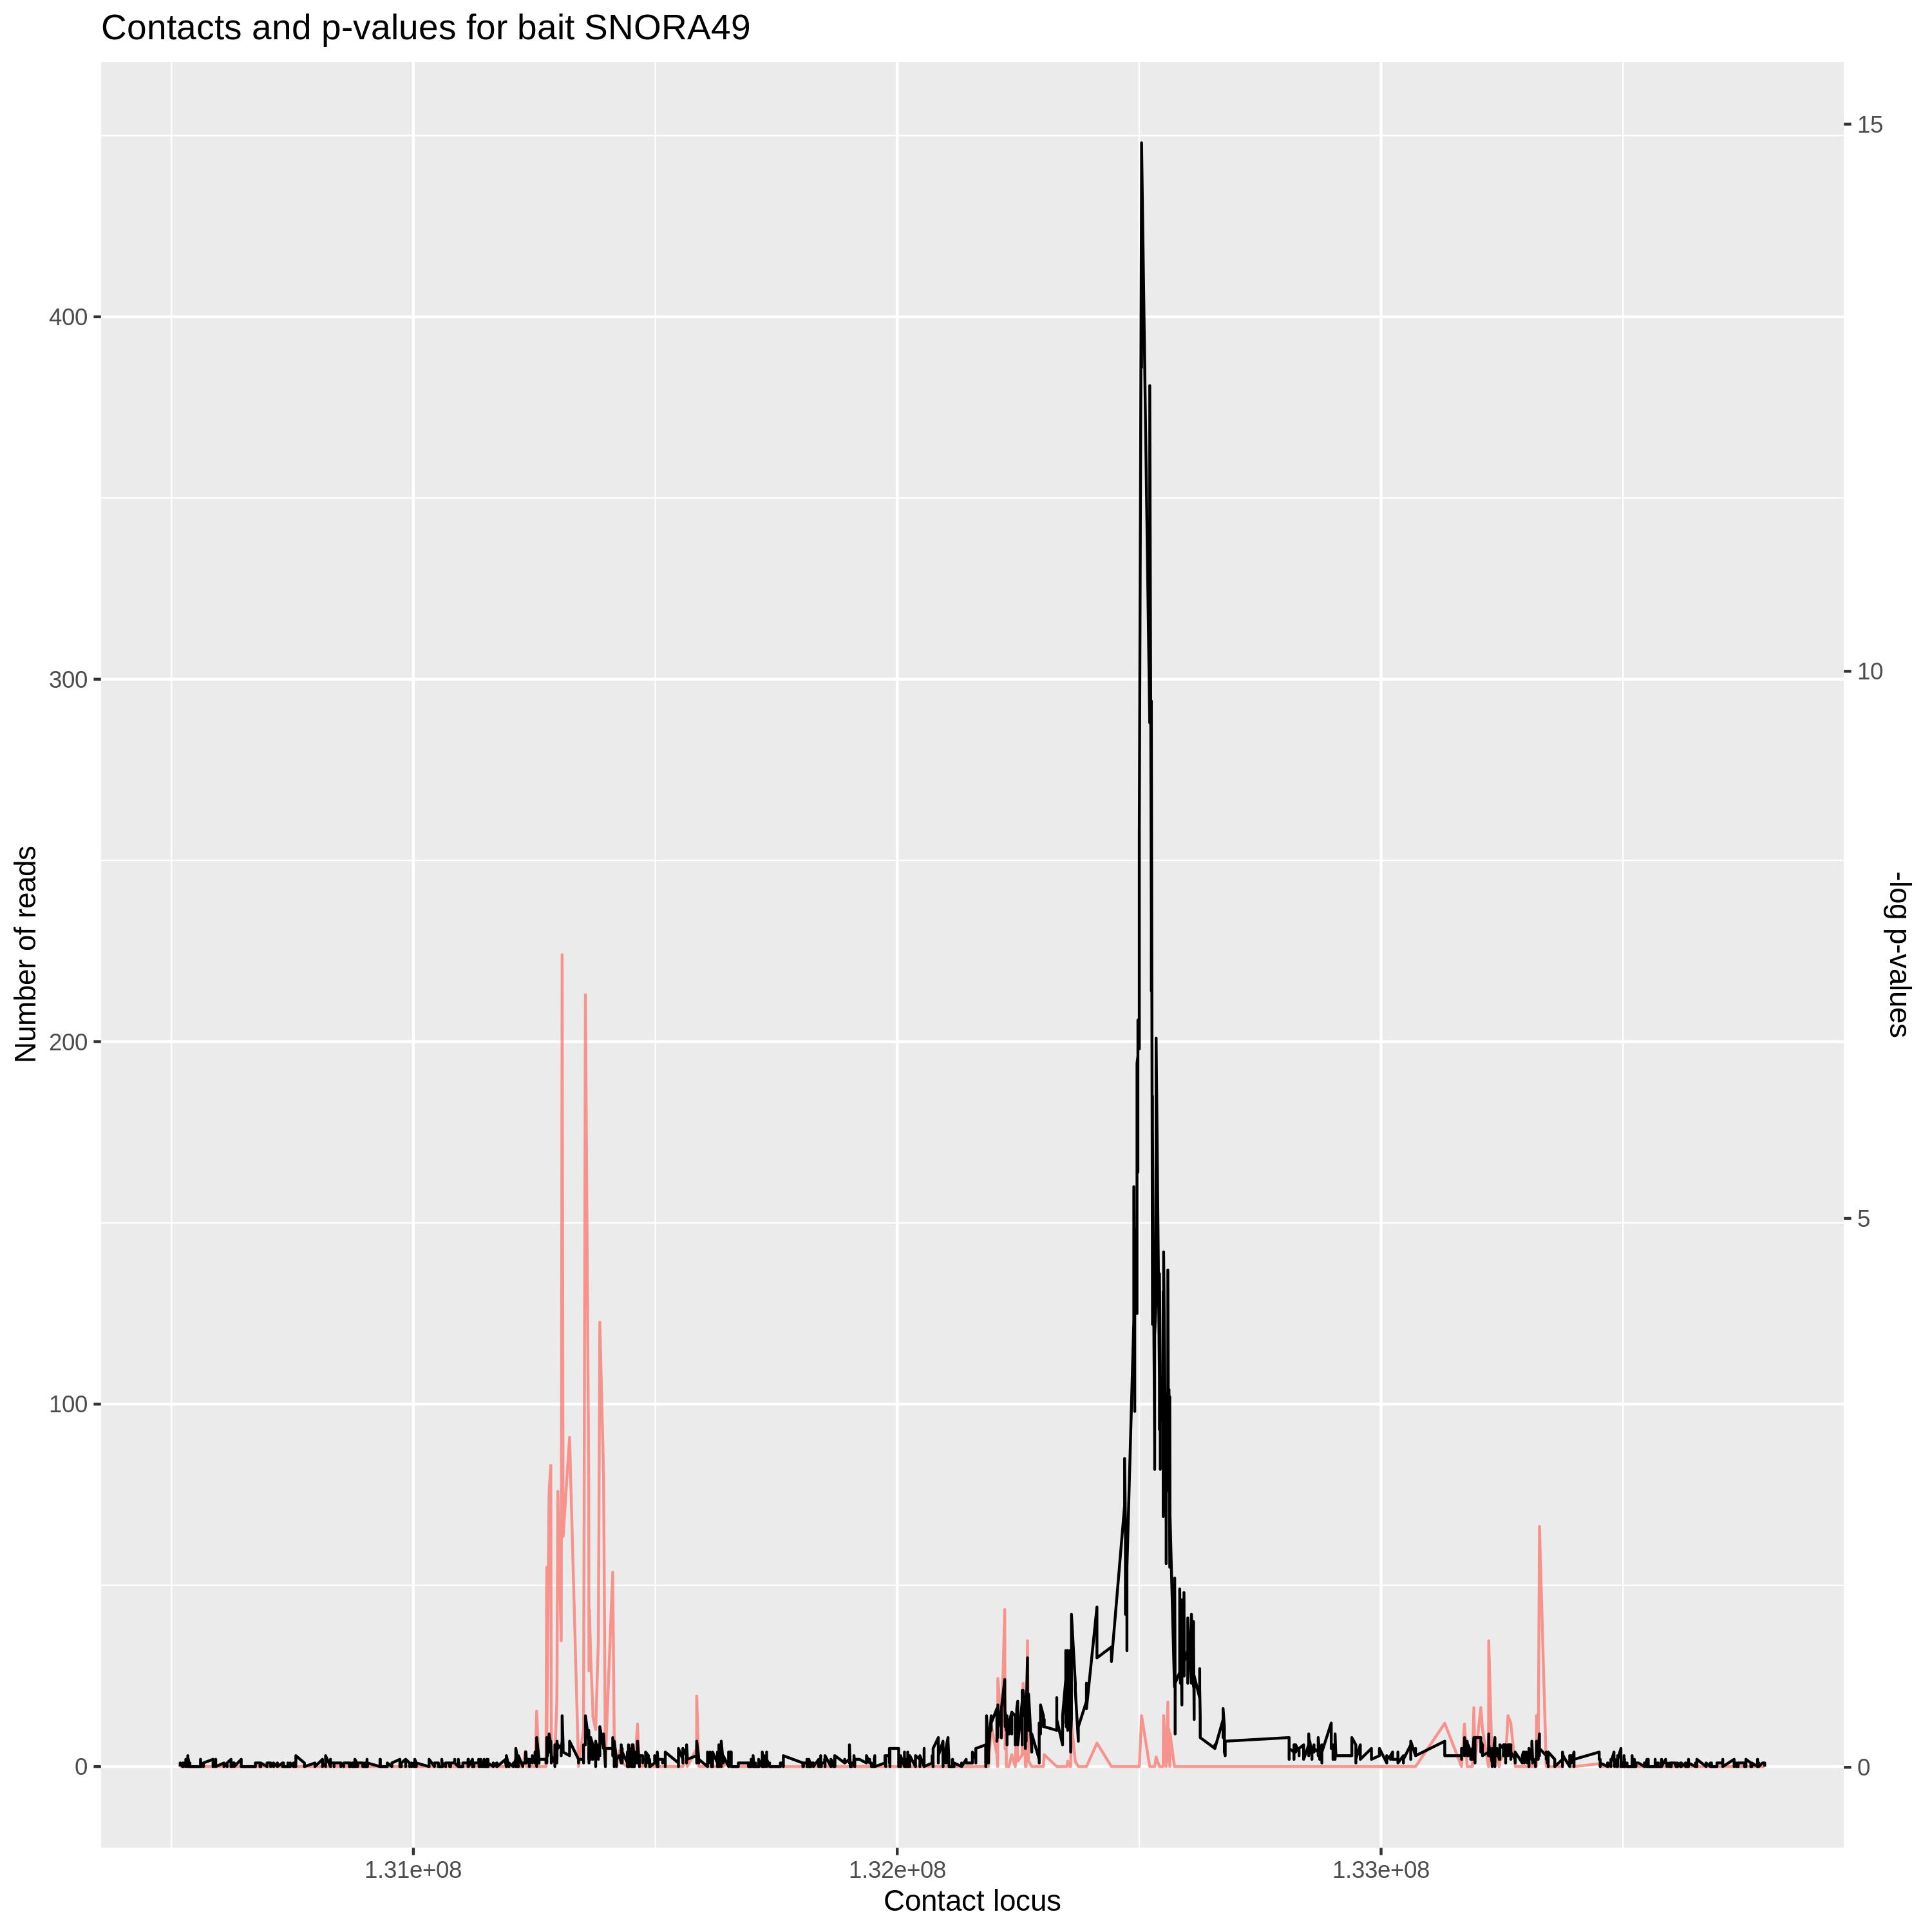 Contacts and p-values for bait SNORA49
Number of reads
400
300
200
100
0
15
10
5
0
-log p-values
1.31e+08
1.32e+08
1.33e+08
Contact locus